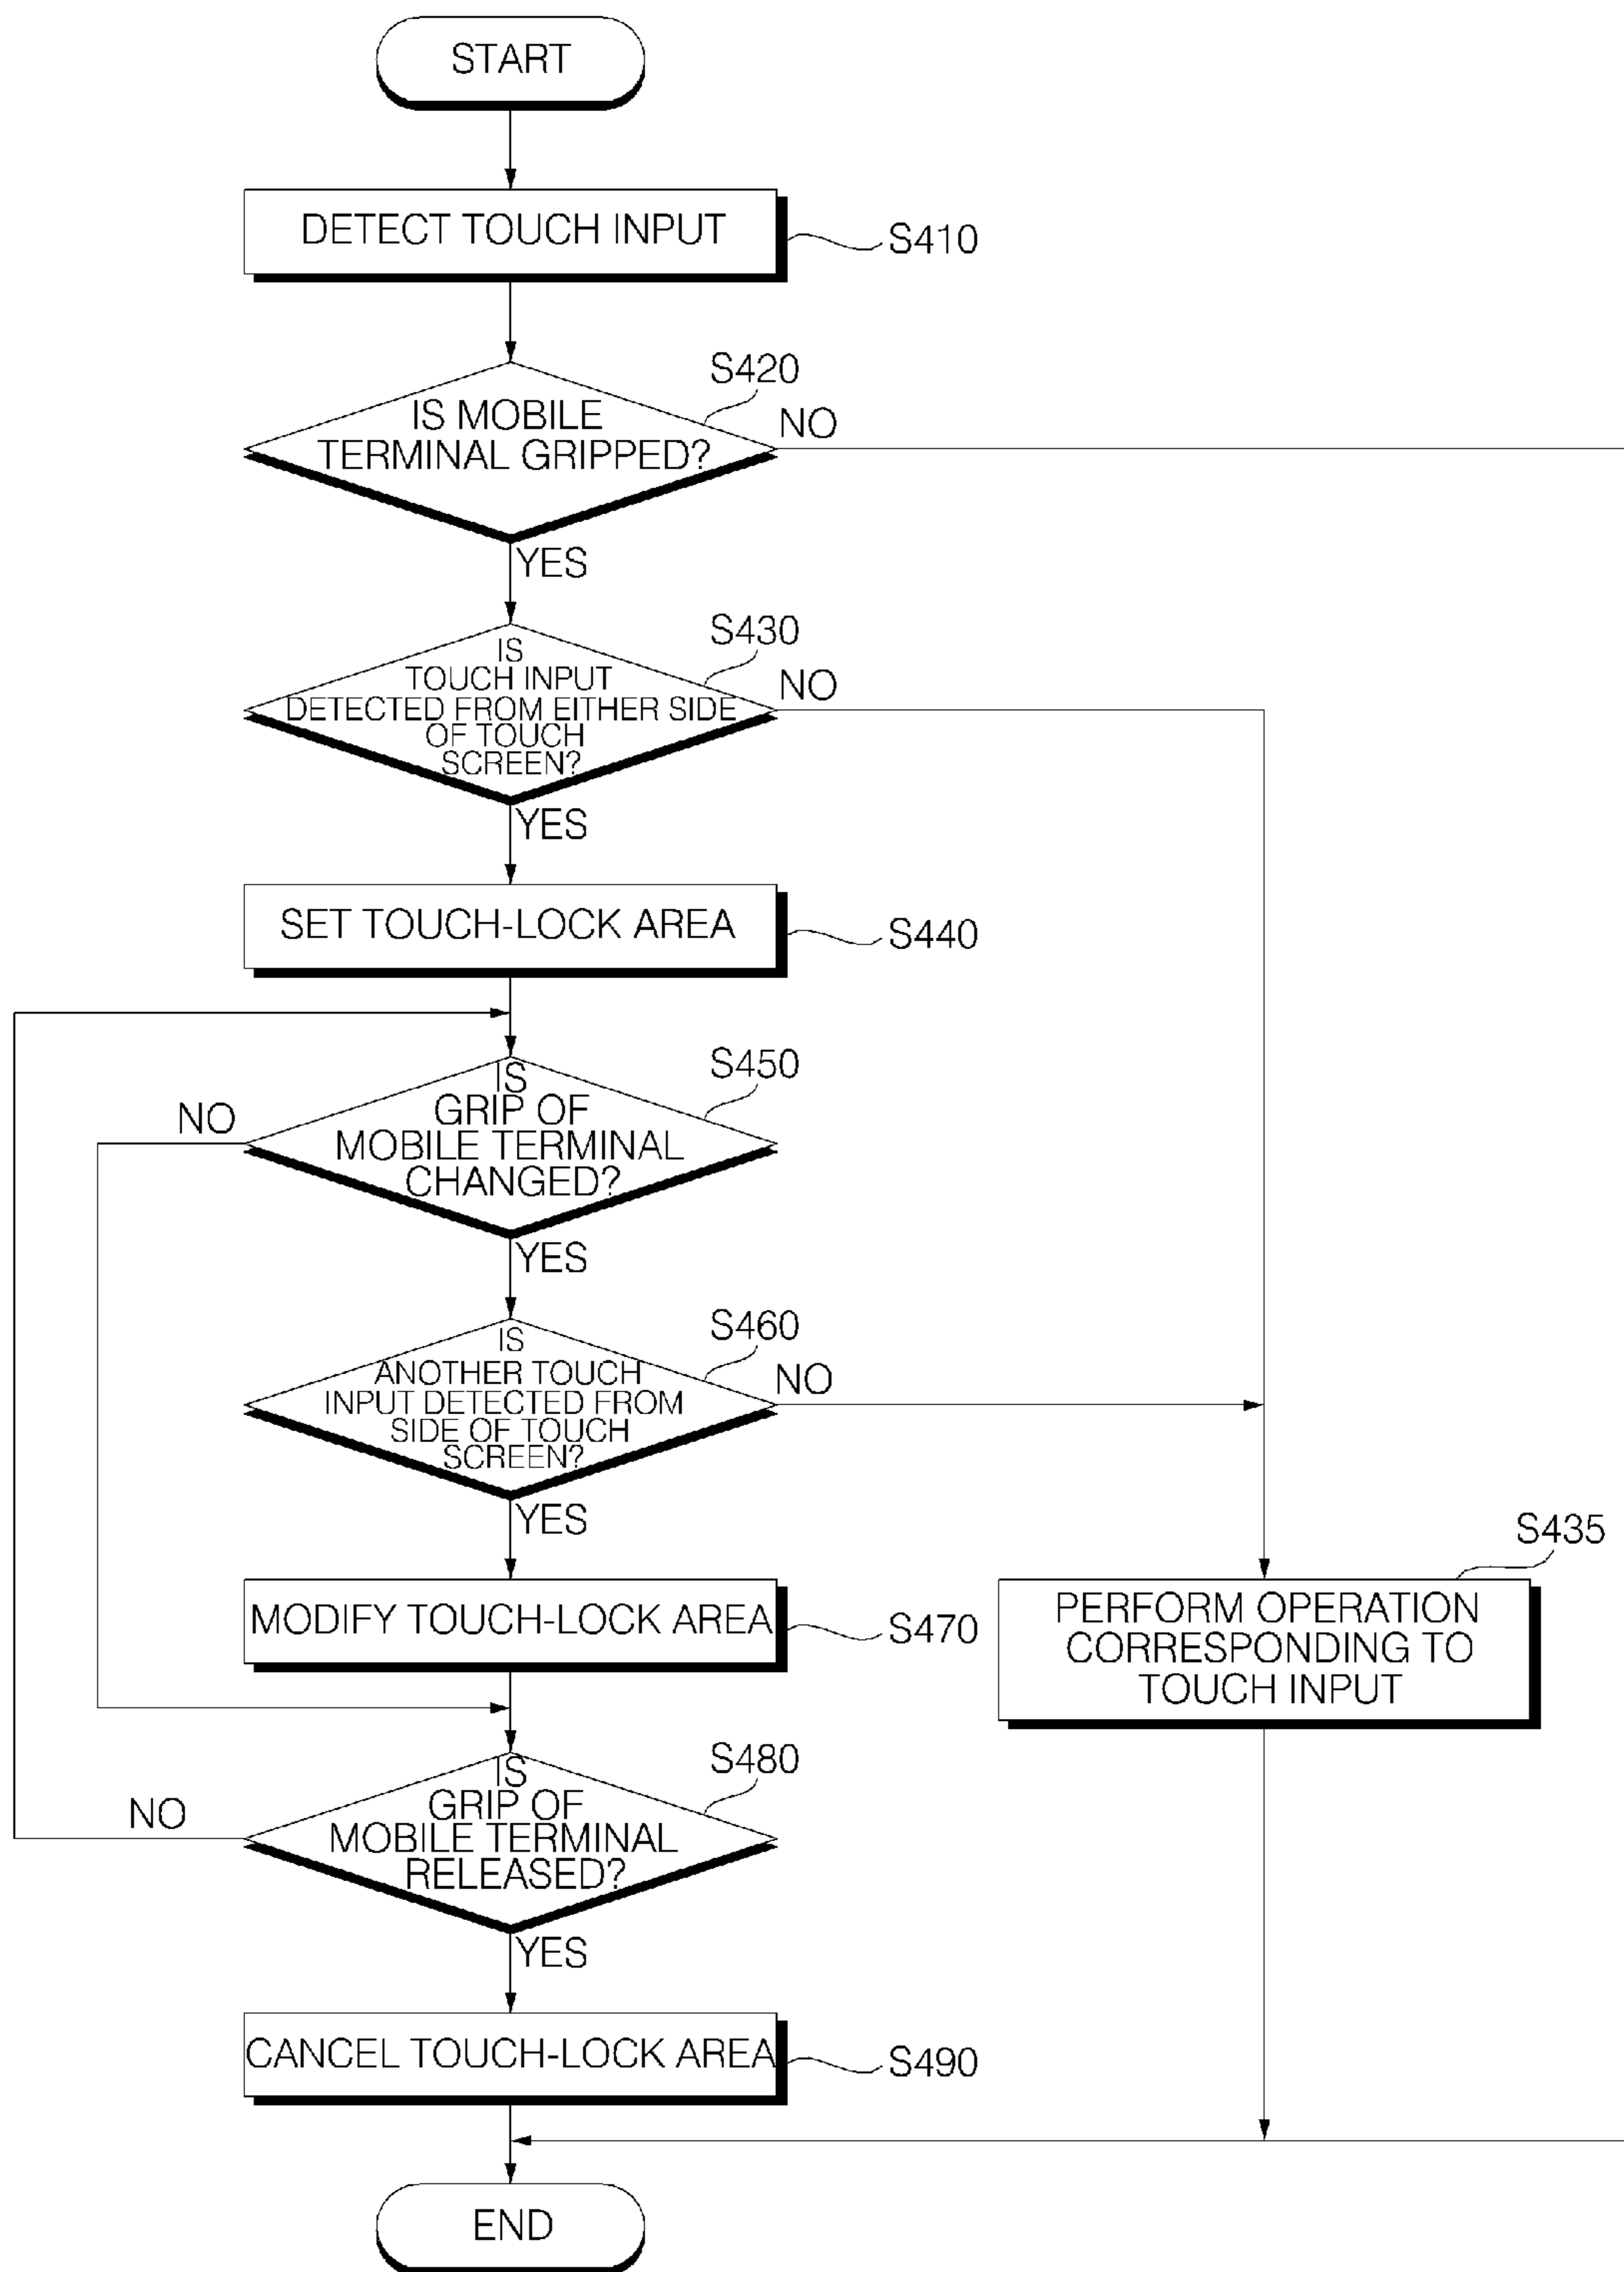 START
DETECT TOUCH INPUT
S410
S420
IS MOBILE
TERMINAL GRIPPED?
NO
YES
S430
IS
TOUCH INPUT
DETECTED FROM EITHER SIDE
OF TOUCH
SCREEN?
NO
YES
SET TOUCH-LOCK AREA
S440
S450
IS
GRIP OF
MOBILE TERMINAL
CHANGED?
NO
YES
S460
IS
ANOTHER TOUCH
INPUT DETECTED FROM
SIDE OF TOUCH
SCREEN?
NO
YES
MODIFY TOUCH-LOCK AREA
S470
S435
PERFORM OPERATION
CORRESPONDING TO
TOUCH INPUT
S480
IS
GRIP OF
MOBILE TERMINAL
RELEASED?
NO
YES
CANCEL TOUCH-LOCK AREA
S490
END